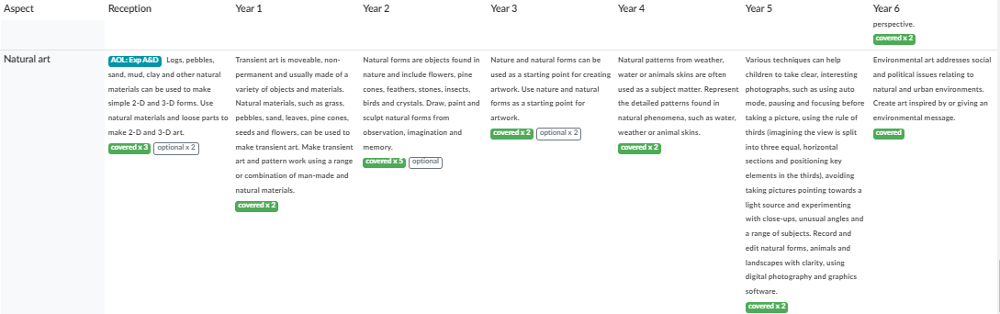 Aspect Reception Year 1 Year 2 Year 3 Year 4 Year 5 Year 6
perspective.
covered x 2
Natural art
AOL: Exp A&D Logs, pebbles,
sand, mud, clay and other natural
materials can be used to make
simple 2-D and 3-D forms. Use
natural materials and loose parts to
make 2-D and 3-D art.
covered x 3 optional x 2
Transient art is moveable, non-
permanent and usually made of a
variety of objects and materials.
Natural materials, such as grass,
pebbles, sand, leaves, pine cones,
seeds and flowers, can be used to
make transient art. Make transient
art and pattern work using a range
or combination of man-made and
natural materials.
covered x 2
Natural forms are objects found in
nature and include flowers, pine
cones, feathers, stones, insects,
birds and crystals. Draw, paint and
sculpt natural forms from
observation, imagination and
memory.
covered x 5 optional
Nature and natural forms can be
used as a starting point for creating
artwork. Use nature and natural
forms as a starting point for
artwork.
covered x 2 optional x 2
Natural patterns from weather,
water or animals skins are often
used as a subject matter. Represent
the detailed patterns found in
natural phenomena, such as water,
weather or animal skins.
covered x 2
Various techniques can help
children to take clear, interesting
photographs, such as using auto
mode, pausing and focusing before
taking a picture, using the rule of
thirds (imagining the view is split
into three equal, horizontal
sections and positioning key
elements in the thirds), avoiding
taking pictures pointing towards a
light source and experimenting
with close-ups, unusual angles and
a range of subjects. Record and
edit natural forms, animals and
landscapes with clarity, using
digital photography and graphics
software.
covered x 2
Environmental art addresses social
and political issues relating to
natural and urban environments.
Create art inspired by or giving an
environmental message.
covered